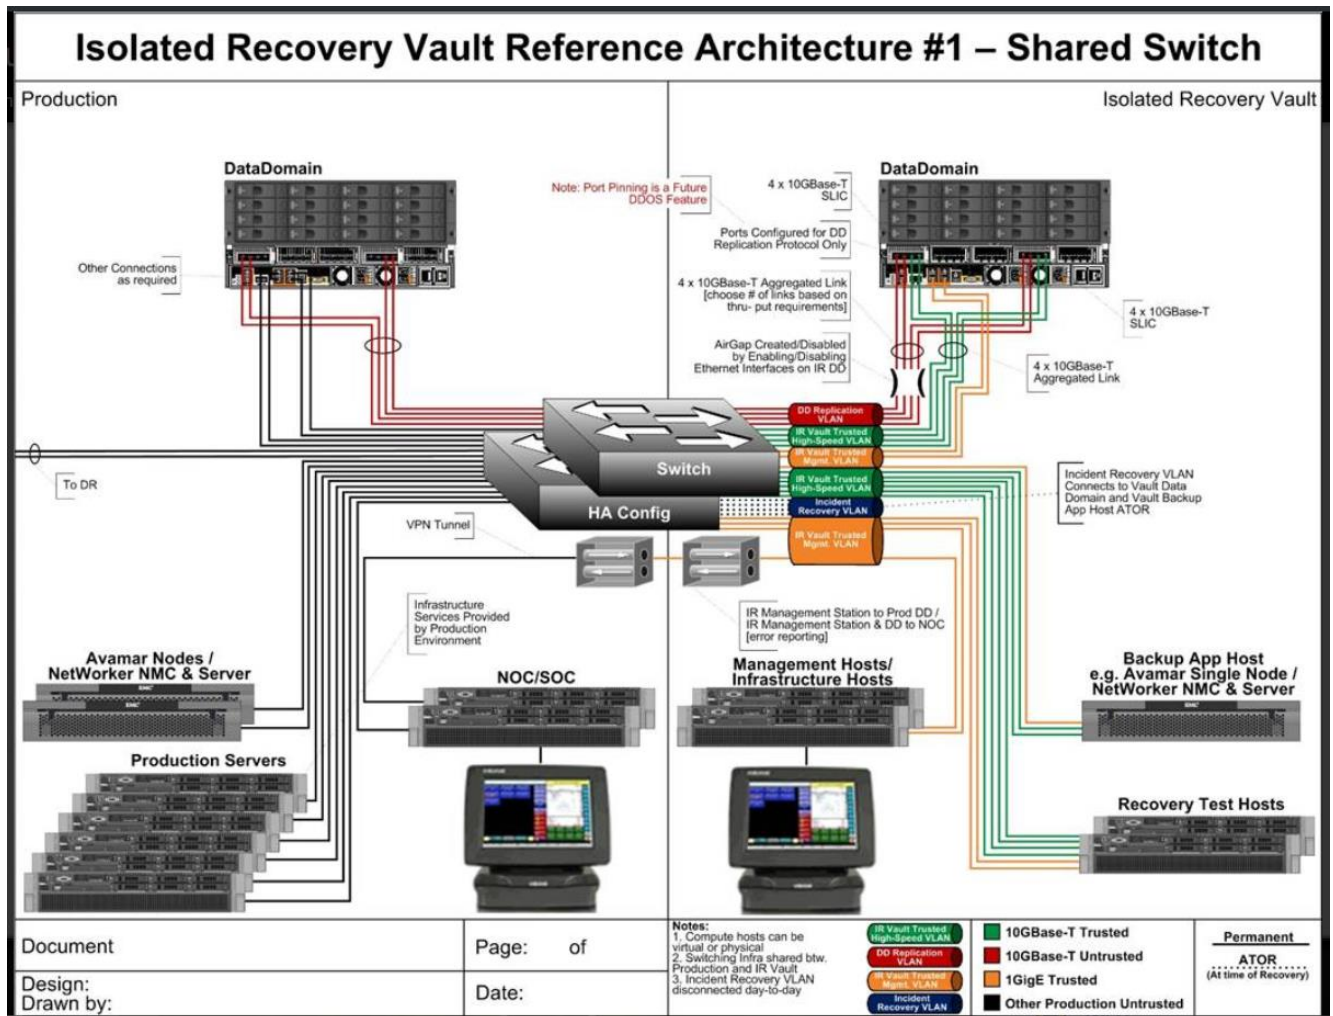 Isolated Recovery Vault Reference Architecture #1 – Shared Switch
Production
Isolated Recovery Vault
DataDomain
DataDomain
Note: Port Pinning is a Future
DDOS Feature
4 x 10GBase-T
SLIC
Ports Configured for DD
Replication Protocol Only
Other Connections
as required
4 x 10GBase-T Aggregated Link
[choose # of links based on
thru- put requirements]
4 x 10GBase-T
SLIC
AirGap Created/Disabled
by Enabling/Disabling
Ethernet Interfaces on IR DD
4 x 10GBase-T
Aggregated Link
DD Replication
VLAN
IR Vault Trusted
High-Speed VLAN
IR Vault Trusted
Mgmt. VLAN
IR Vault Trusted
High-Speed VLAN
Incident
Recovery VLAN
IR Vault Trusted
Mgmt. VLAN
Switch
HA Config
To DR
Incident Recovery VLAN
Connects to Vault Data
Domain and Vault Backup
App Host ATOR
VPN Tunnel
Infrastructure
Services Provided
by Production
Environment
IR Management Station to Prod DD /
IR Management Station & DD to NOC
[error reporting]
Avamar Nodes /
NetWorker NMC & Server
EMC²
EMC²
NOC/SOC
Management Hosts/
Infrastructure Hosts
Backup App Host
e.g. Avamar Single Node /
NetWorker NMC & Server
EMC²
Production Servers
Recovery Test Hosts
Document
Page: of
Design:
Drawn by:
Date:
Notes:
1. Compute hosts can be
virtual or physical
2. Switching Infra shared btw.
Production and IR Vault
3. Incident Recovery VLAN
disconnected day-to-day
IR Vault Trusted
High-Speed VLAN
DD Replication
VLAN
IR Vault Trusted
Mgmt. VLAN
Incident
Recovery VLAN
10GBase-T Trusted
10GBase-T Untrusted
1GigE Trusted
Other Production Untrusted
Permanent
ATOR
(At time of Recovery)